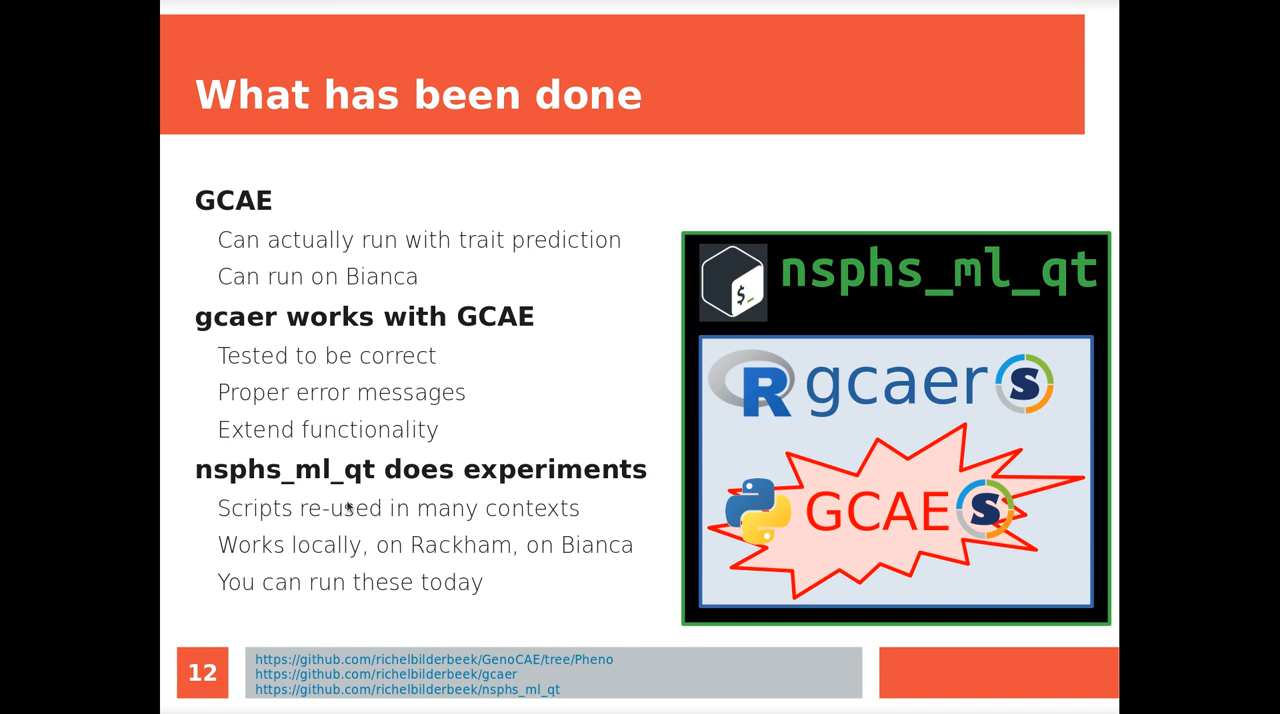 What has been done
GCAE
Can actually run with trait prediction
Can run on Bianca
gcaer works with GCAE
Tested to be correct
Proper error messages
Extend functionality
nsphs_ml_qt does experiments
Scripts re-used in many contexts
Works locally, on Rackham, on Bianca
You can run these today
$_
nsphs_ml_qt
R gcaer S
GCAE S
12
https://github.com/richelbilderbeek/GenoCAE/tree/Pheno
https://github.com/richelbilderbeek/gcaer
https://github.com/richelbilderbeek/nsphs_ml_qt